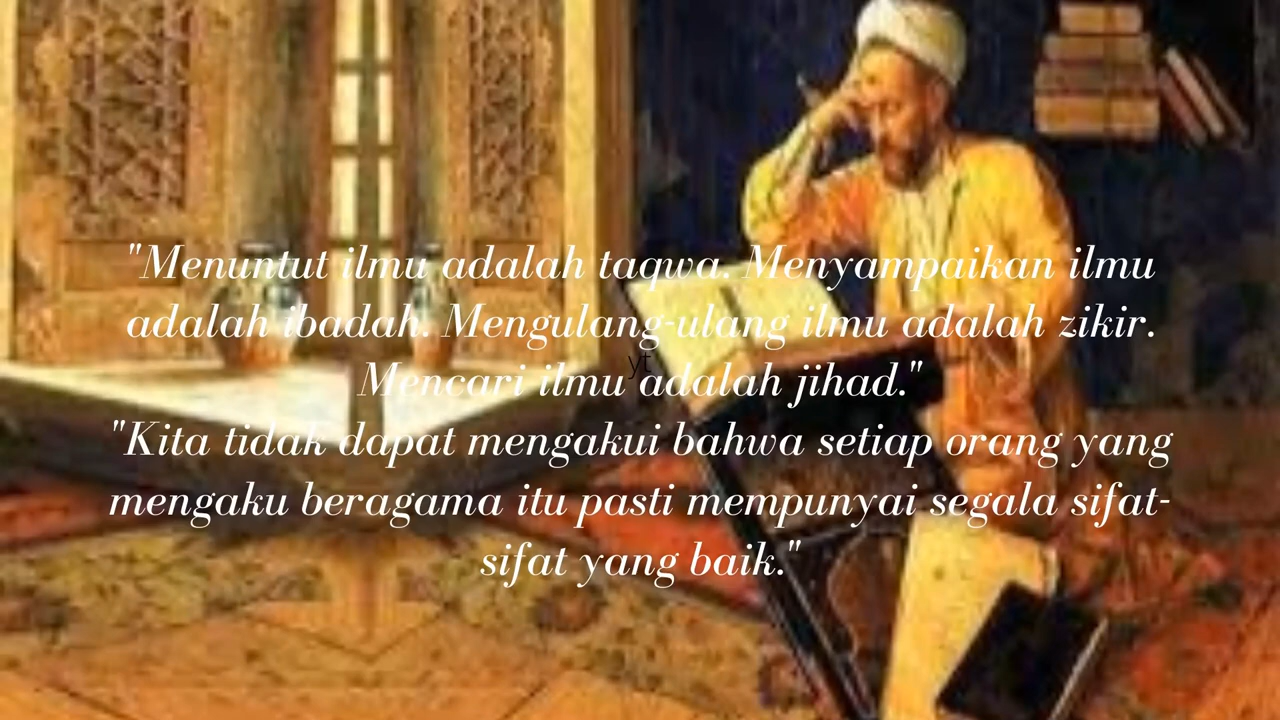 "Menuntut ilmu adalah taqwa. Menyampaikan ilmu
adalah ibadah. Mengulang-ulang ilmu adalah zikir.
yt
Mencari ilmu adalah jihad."
"Kita tidak dapat mengakui bahwa setiap orang yang
mengaku beragama itu pasti mempunyai segala sifat-
sifat yang baik."